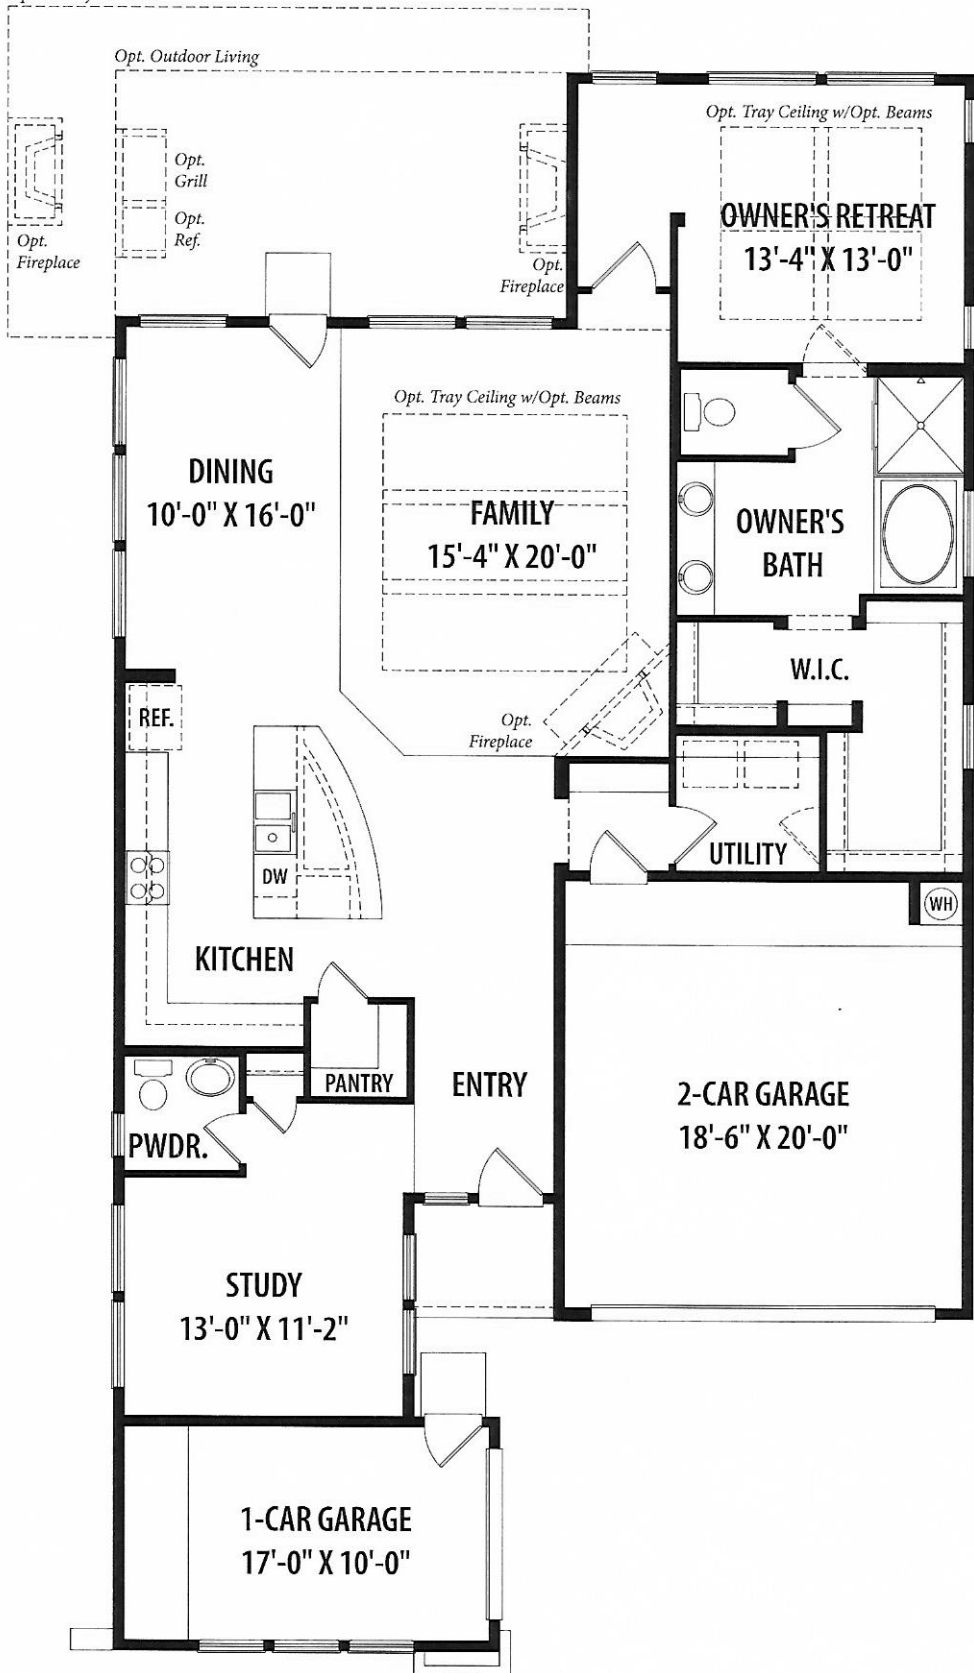 Opt. Outdoor Living
Opt. Tray Ceiling w/Opt. Beams
Opt.
Grill
Opt.
Ref.
Opt.
Fireplace
Opt.
Fireplace
OWNER'S RETREAT
13'-4" X 13'-0"
Opt. Tray Ceiling w/Opt. Beams
DINING
10'-0" X 16'-0"
FAMILY
15'-4" X 20'-0"
OWNER'S
BATH
W.I.C.
REF.
Opt.
Fireplace
UTILITY
DW
WH
KITCHEN
PANTRY
ENTRY
2-CAR GARAGE
18'-6" X 20'-0"
PWDR.
STUDY
13'-0" X 11'-2"
1-CAR GARAGE
17'-0" X 10'-0"